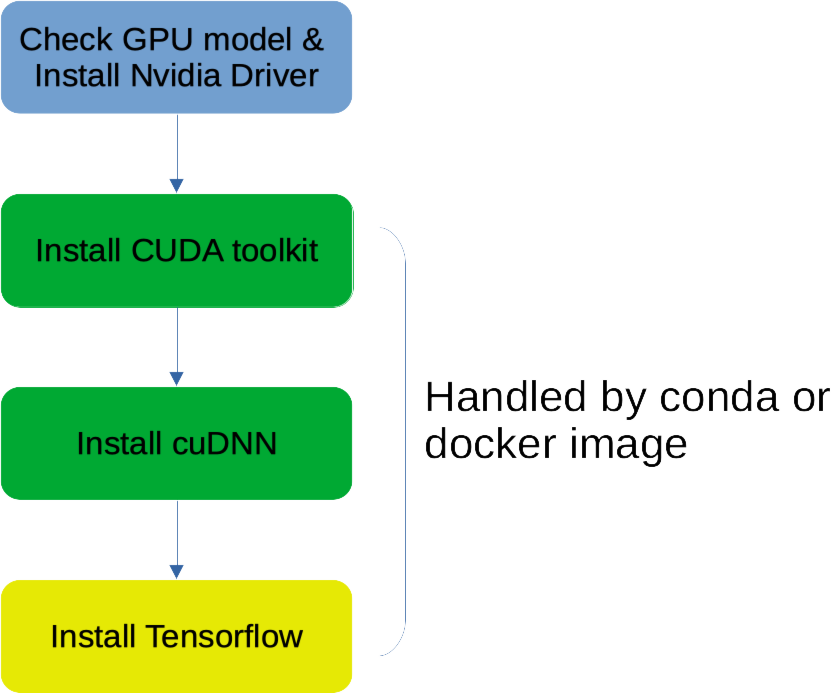 Check GPU model &
Install Nvidia Driver
Install CUDA toolkit
Install cuDNN
Handled by conda or
docker image
Install Tensorflow